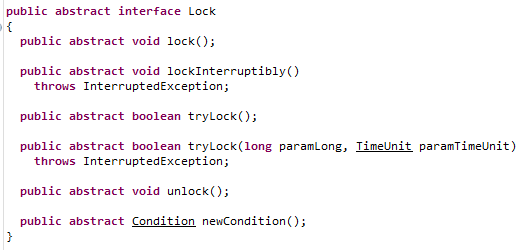 public abstract interface Lock
{
  public abstract void lock();
  public abstract void lockInterruptibly()
    throws InterruptedException;
  public abstract boolean tryLock();
  public abstract boolean tryLock(long paramLong, TimeUnit paramTimeUnit)
    throws InterruptedException;
  public abstract void unlock();
  public abstract Condition newCondition();
}